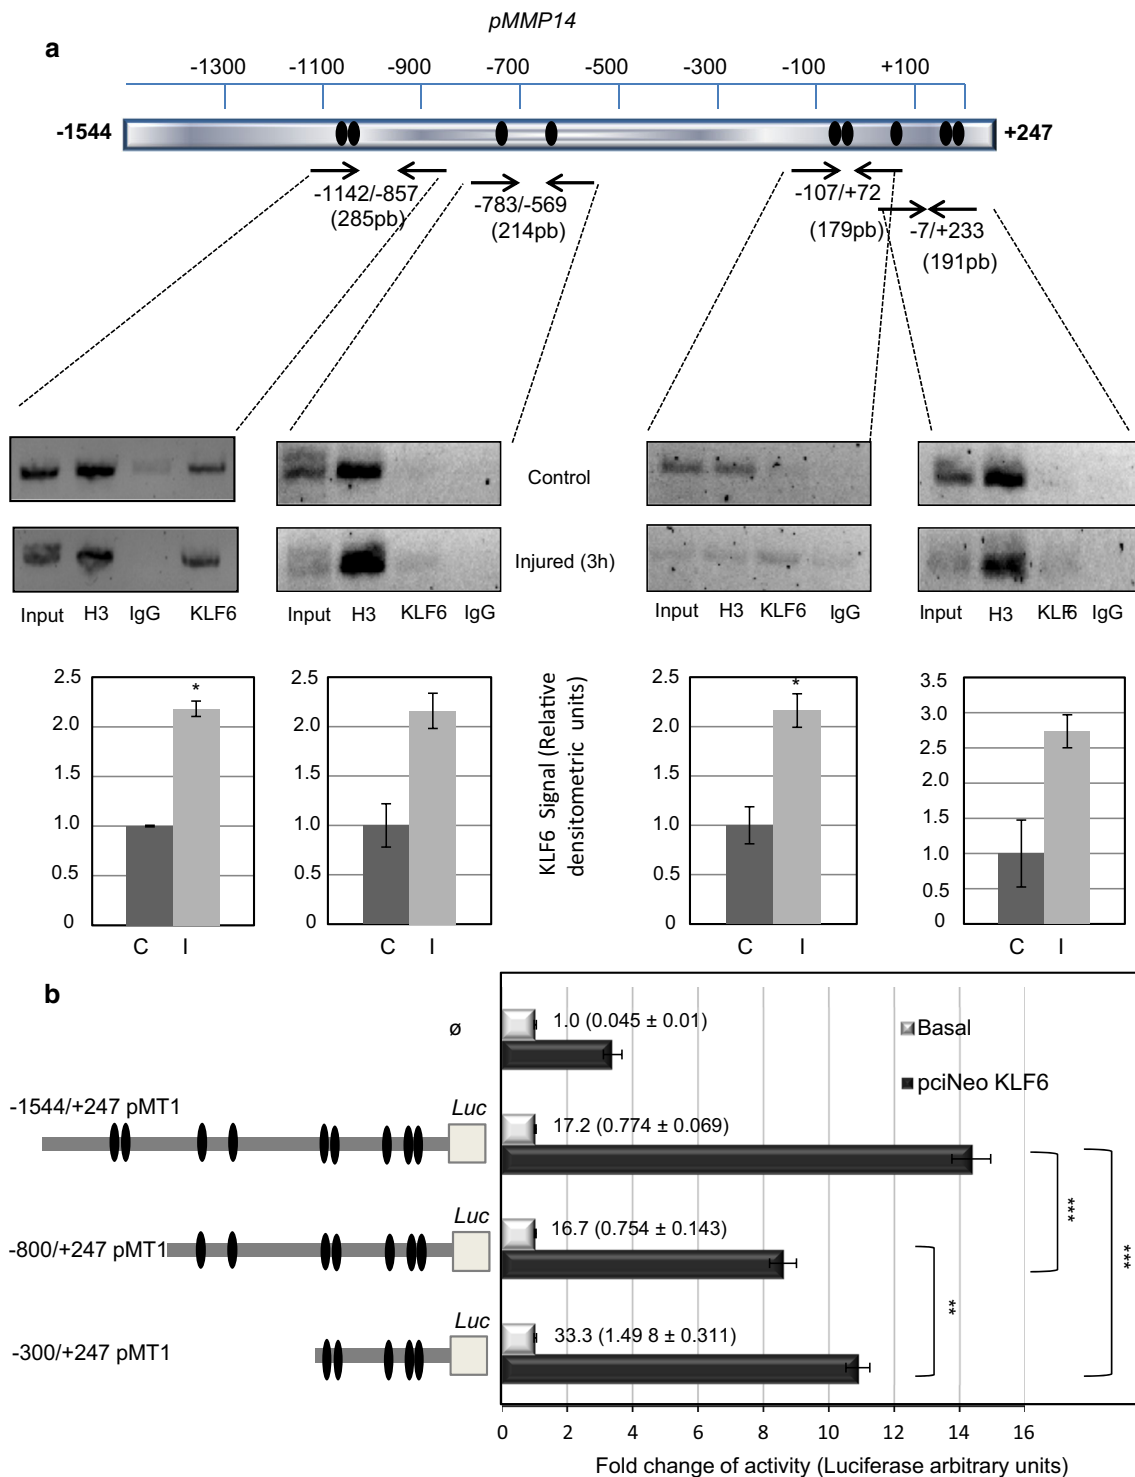 pMMP14
a
-1300 -1100 -900 -700 -500 -300 -100 +100
-1544 +247
-1142/-857
(285pb)
-783/-569
(214pb)
-107/+72
(179pb)
-7/+233
(191pb)
Control
Injured (3h)
Input H3 IgG KLF6
Input H3 KLF6 IgG
Input H3 KLF6 IgG
Input H3 KLF6 IgG
KLF6 Signal (Relative
densitometric units)
2.5
2.0
1.5
1.0
0.5
0
*
C I
2.5
2.0
1.5
1.0
0.5
0
C I
2.5
2.0
1.5
1.0
0.5
0
*
C I
3.5
3.0
2.5
2.0
1.5
1.0
0.5
0
C I
b
ø
1.0 (0.045 ± 0.01)
Basal
pciNeo KLF6
-1544/+247 pMT1
Luc
17.2 (0.774 ± 0.069)
-800/+247 pMT1
Luc
16.7 (0.754 ± 0.143)
-300/+247 pMT1
Luc
33.3 (1.49 8 ± 0.311)
***
***
**
0 2 4 6 8 10 12 14 16
Fold change of activity (Luciferase arbitrary units)